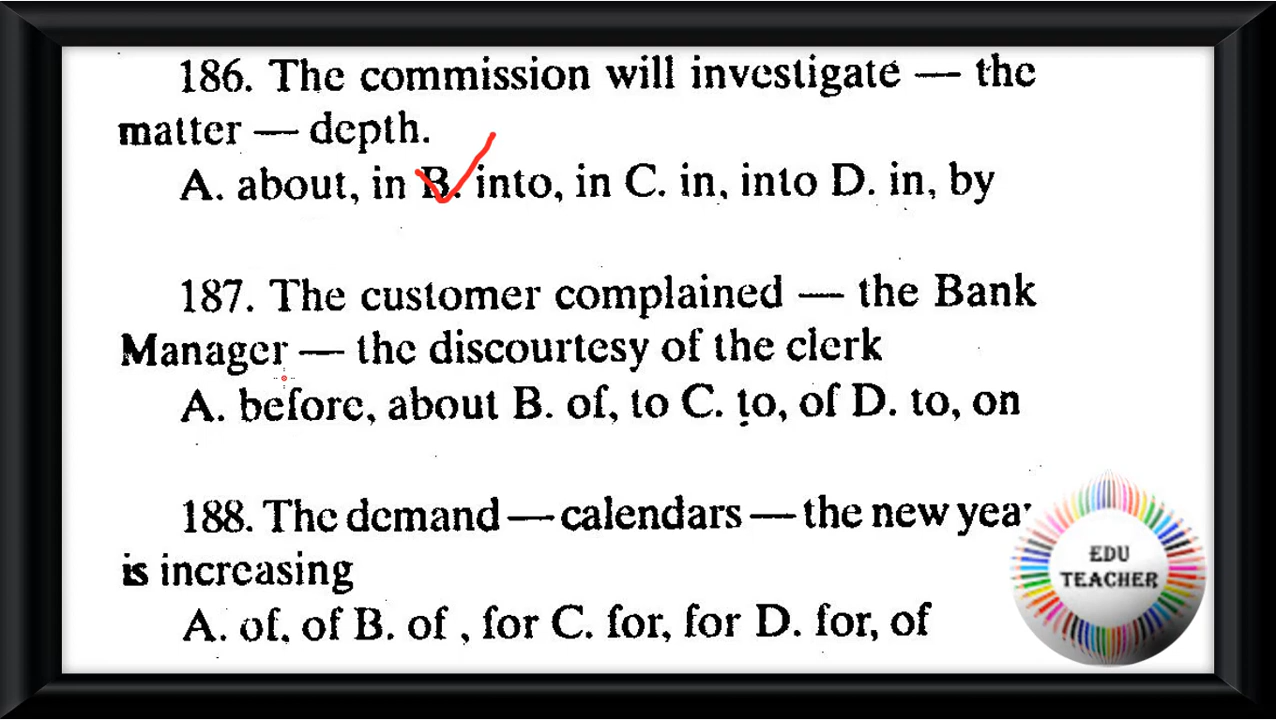 186. The commission will investigate — the
matter — depth.
A. about, in B. into, in C. in, into D. in, by
187. The customer complained — the Bank
Manager — the discourtesy of the clerk
A. before, about B. of, to C. to, of D. to, on
188. The demand — calendars — the new year
is increasing
A. of, of B. of , for C. for, for D. for, of
EDU
TEACHER